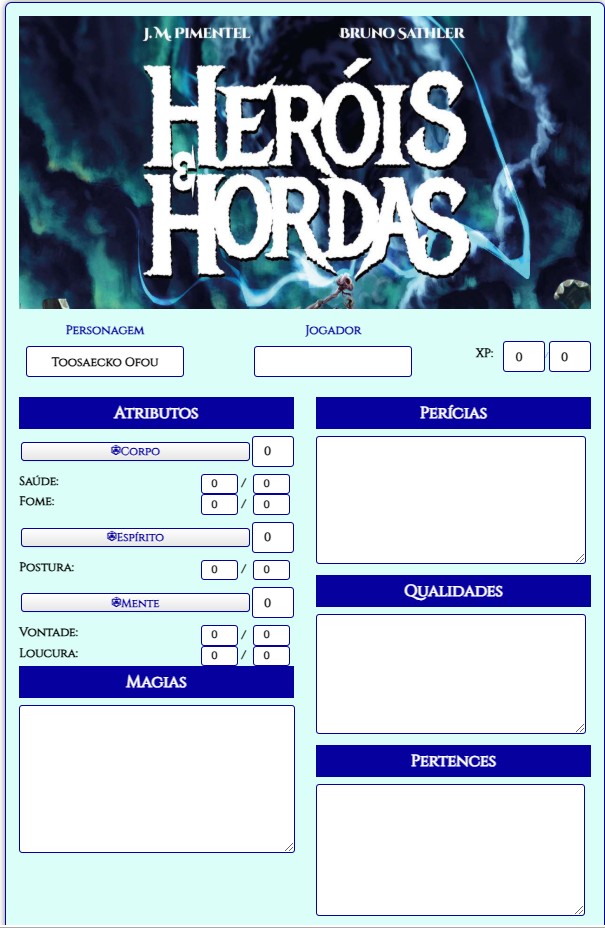 J. M. PIMENTEL BRUNO SATHLER
HERÓIS
&
HORDAS
PERSONAGEM JOGADOR
TOOSAECKO OFOU
XP: 0 / 0
ATRIBUTOS
CORPO 0
SAÚDE: 0 / 0
FOME: 0 / 0
ESPÍRITO 0
POSTURA: 0 / 0
MENTE 0
VONTADE: 0 / 0
LOUCURA: 0 / 0
MAGIAS
PERÍCIAS
QUALIDADES
PERTENCES